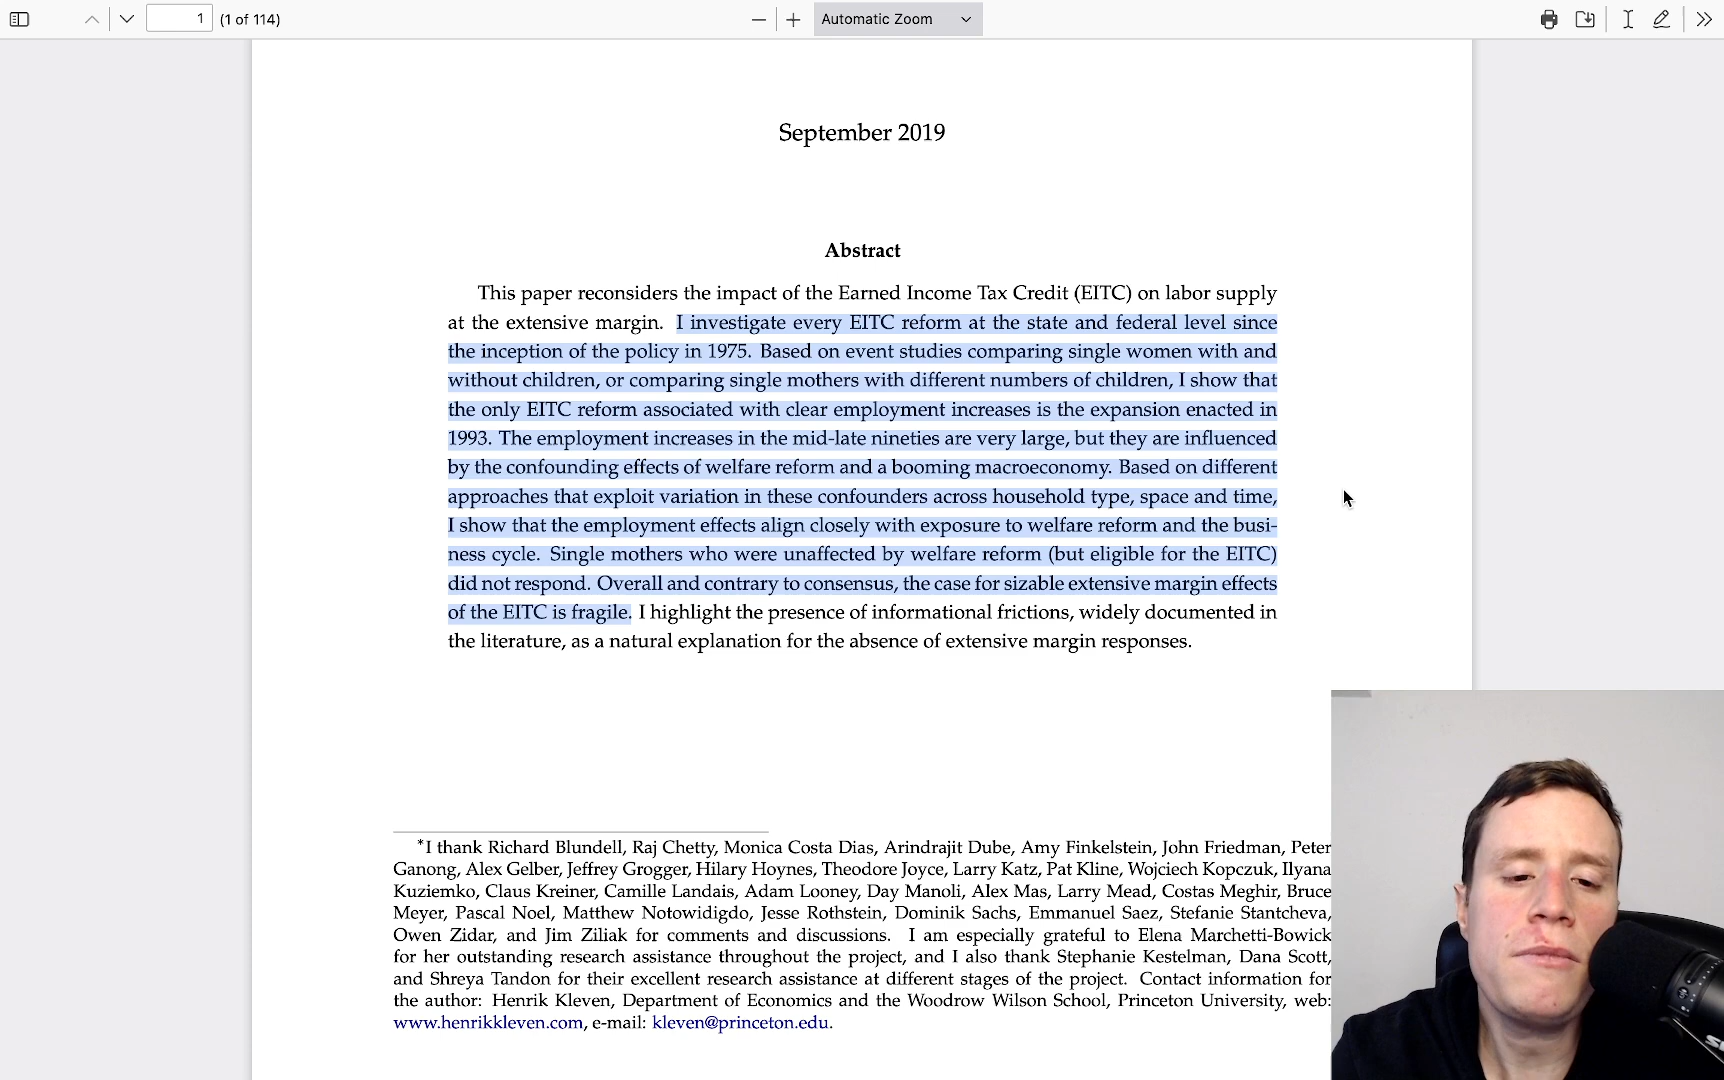 1
(1 of 114)
Automatic Zoom
September 2019
Abstract
This paper reconsiders the impact of the Earned Income Tax Credit (EITC) on labor supply
at the extensive margin. I investigate every EITC reform at the state and federal level since
the inception of the policy in 1975. Based on event studies comparing single women with and
without children, or comparing single mothers with different numbers of children, I show that
the only EITC reform associated with clear employment increases is the expansion enacted in
1993. The employment increases in the mid-late nineties are very large, but they are influenced
by the confounding effects of welfare reform and a booming macroeconomy. Based on different
approaches that exploit variation in these confounders across household type, space and time,
I show that the employment effects align closely with exposure to welfare reform and the busi-
ness cycle. Single mothers who were unaffected by welfare reform (but eligible for the EITC)
did not respond. Overall and contrary to consensus, the case for sizable extensive margin effects
of the EITC is fragile. I highlight the presence of informational frictions, widely documented in
the literature, as a natural explanation for the absence of extensive margin responses.
*I thank Richard Blundell, Raj Chetty, Monica Costa Dias, Arindrajit Dube, Amy Finkelstein, John Friedman, Peter
Ganong, Alex Gelber, Jeffrey Grogger, Hilary Hoynes, Theodore Joyce, Larry Katz, Pat Kline, Wojciech Kopczuk, Ilyana
Kuziemko, Claus Kreiner, Camille Landais, Adam Looney, Day Manoli, Alex Mas, Larry Mead, Costas Meghir, Bruce
Meyer, Pascal Noel, Matthew Notowidigdo, Jesse Rothstein, Dominik Sachs, Emmanuel Saez, Stefanie Stantcheva,
Owen Zidar, and Jim Ziliak for comments and discussions. I am especially grateful to Elena Marchetti-Bowick
for her outstanding research assistance throughout the project, and I also thank Stephanie Kestelman, Dana Scott,
and Shreya Tandon for their excellent research assistance at different stages of the project. Contact information for
the author: Henrik Kleven, Department of Economics and the Woodrow Wilson School, Princeton University, web:
www.henrikkleven.com, e-mail: kleven@princeton.edu.